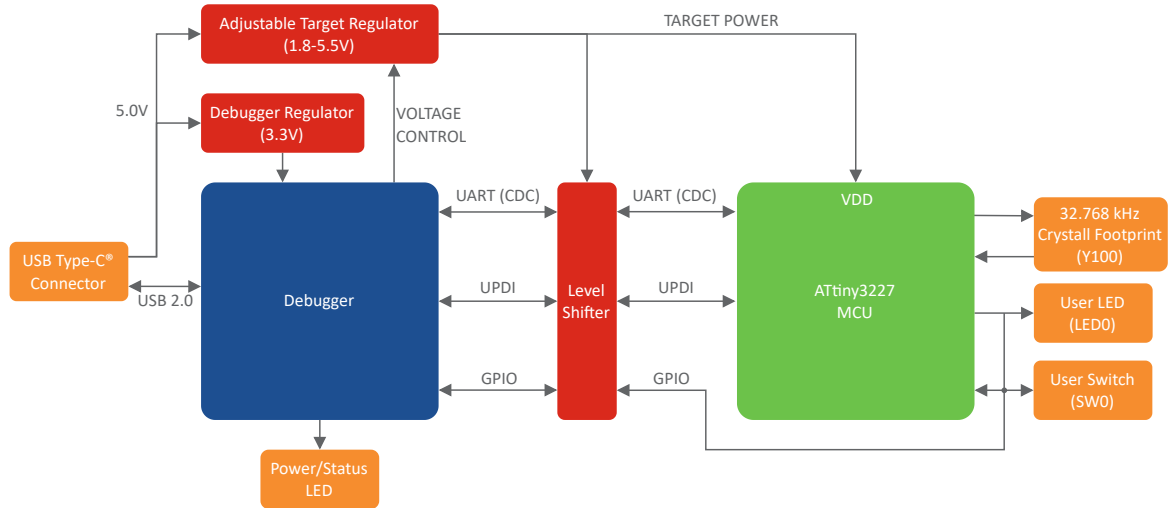 Adjustable Target Regulator
(1.8-5.5V)
TARGET POWER
5.0V
Debugger Regulator
(3.3V)
VOLTAGE
CONTROL
UART (CDC)
UART (CDC)
VDD
32.768 kHz
Crystall Footprint
(Y100)
USB Type-C®
Connector
USB 2.0
Debugger
UPDI
Level
Shifter
UPDI
ATtiny3227
MCU
User LED
(LED0)
GPIO
GPIO
User Switch
(SW0)
Power/Status
LED